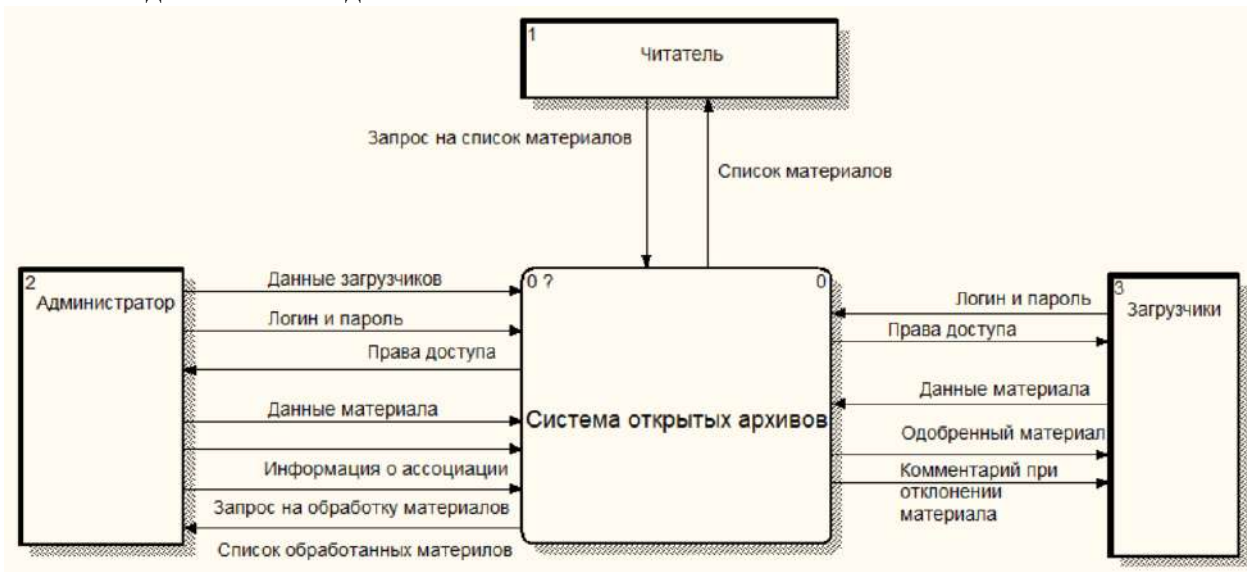 1
Читатель
Запрос на список материалов
Список материалов
2
Администратор
Данные загрузчиков
Логин и пароль
Права доступа
Данные материала
Информация о ассоциации
Запрос на обработку материалов
Список обработанных материлов
0 ?
0
Система открытых архивов
3
Загрузчики
Логин и пароль
Права доступа
Данные материала
Одобренный материал
Комментарий при
отклонении
материала